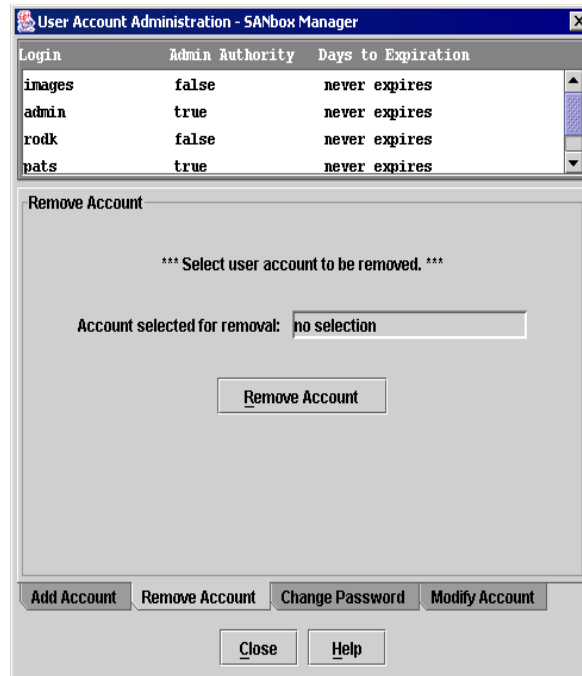 User Account Administration - SANbox Manager
Login Admin Authority Days to Expiration
images false never expires
admin true never expires
rodk false never expires
pats true never expires
Remove Account
*** Select user account to be removed. ***
Account selected for removal: no selection
Remove Account
Add Account Remove Account Change Password Modify Account
Close Help